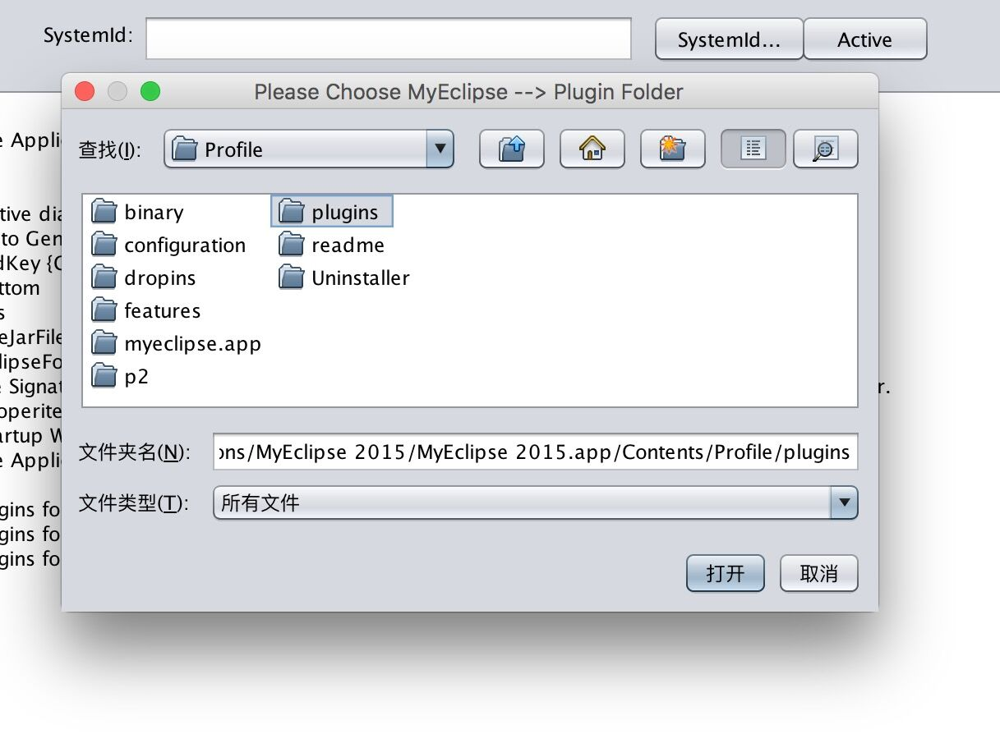 SystemId:
SystemId...
Active
Please Choose MyEclipse --> Plugin Folder
查找(I):
Profile
binary
configuration
dropins
features
myeclipse.app
p2
plugins
readme
Uninstaller
文件夹名(N):
ons/MyEclipse 2015/MyEclipse 2015.app/Contents/Profile/plugins
文件类型(T):
所有文件
打开
取消
e Appli
tive dia
to Gen
dKey {
ttom
s
eJarFile
lipseFo
e Signat
r.
operite
artup W
e Appli
gins fo
gins fo
gins fo